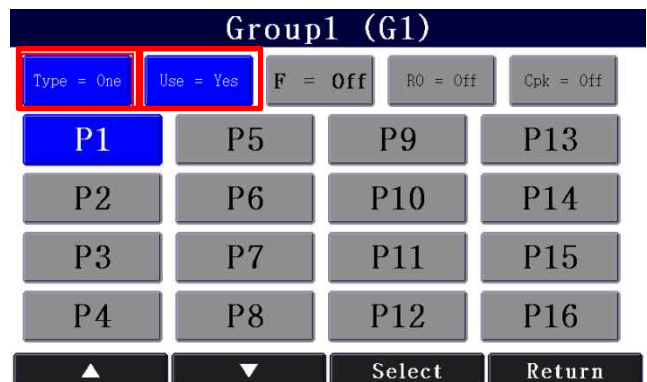 Group1 (G1)
Type = One Use = Yes F = Off RO = Off Cpk = Off
P1 P5 P9 P13
P2 P6 P10 P14
P3 P7 P11 P15
P4 P8 P12 P16
▲ ▼ Select Return